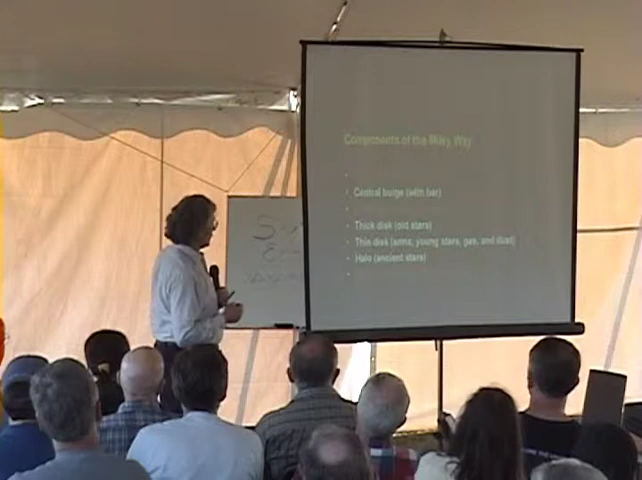 Components of the Milky Way
Central bulge (with bar)
Thick disk (old stars)
Thin disk (arms, young stars, gas, and dust)
Halo (ancient stars)